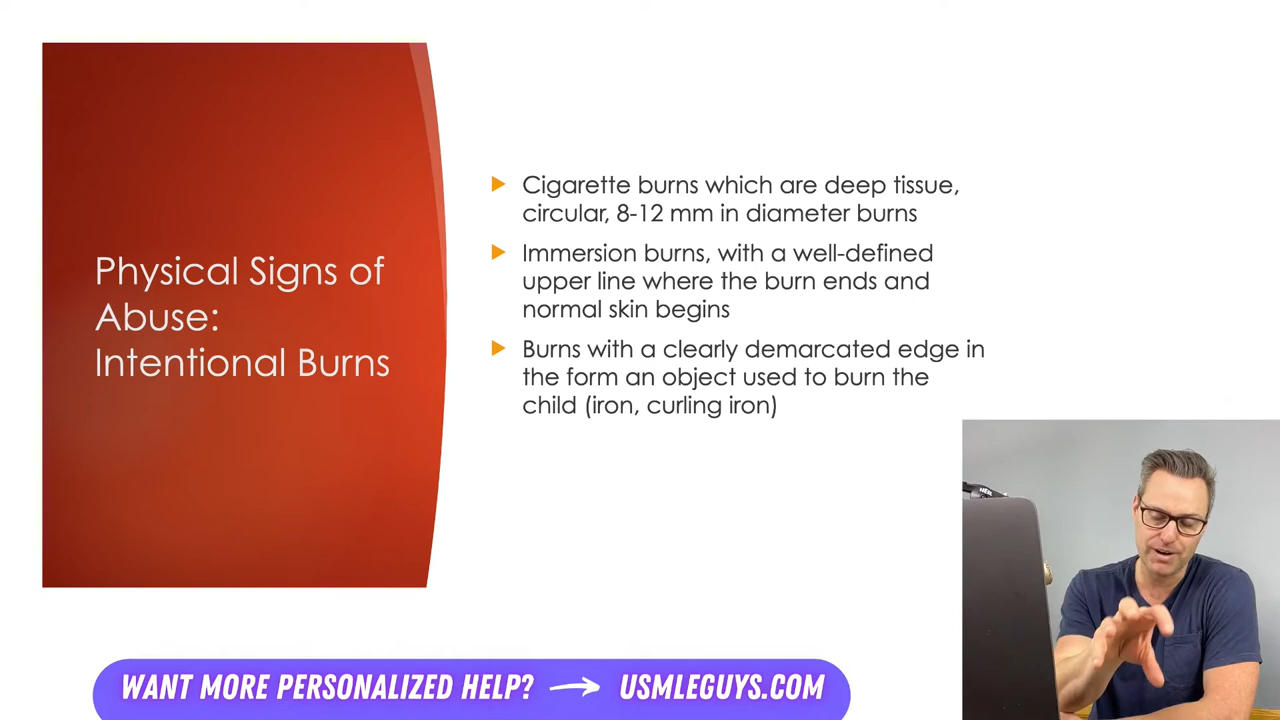 Physical Signs of
Abuse:
Intentional Burns
Cigarette burns which are deep tissue,
circular, 8-12 mm in diameter burns
Immersion burns, with a well-defined
upper line where the burn ends and
normal skin begins
Burns with a clearly demarcated edge in
the form an object used to burn the
child (iron, curling iron)
WANT MORE PERSONALIZED HELP? → USMLEGUYS.COM